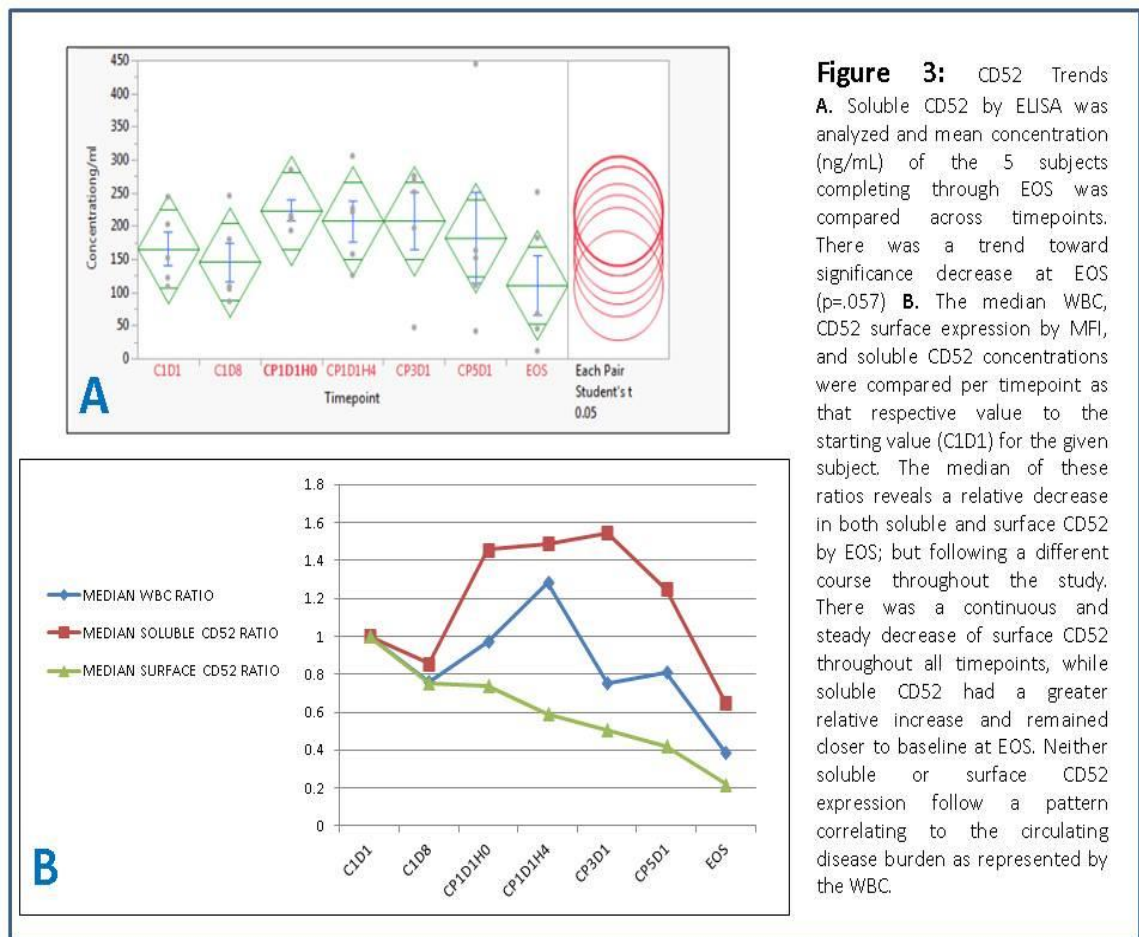 450
400
350
300
250
200
150
100
50
0
Concentrationg/ml
C1D1 C1D8 CP1D1H0 CP1D1H4 CP3D1 CP5D1 EOS
Timepoint
Each Pair
Student's t
0.05
A
1.8
1.6
1.4
1.2
1
0.8
0.6
0.4
0.2
0
MEDIAN WBC RATIO
MEDIAN SOLUBLE CD52 RATIO
MEDIAN SURFACE CD52 RATIO
C1D1 C1D8 CP1D1H0 CP1D1H4 CP3D1 CP5D1 EOS
B
Figure 3: CD52 Trends
A. Soluble CD52 by ELISA was
analyzed and mean concentration
(ng/mL) of the 5 subjects
completing through EOS was
compared across timepoints.
There was a trend toward
significance decrease at EOS
(p=.057) B. The median WBC,
CD52 surface expression by MFI,
and soluble CD52 concentrations
were compared per timepoint as
that respective value to the
starting value (C1D1) for the given
subject. The median of these
ratios reveals a relative decrease
in both soluble and surface CD52
by EOS; but following a different
course throughout the study.
There was a continuous and
steady decrease of surface CD52
throughout all timepoints, while
soluble CD52 had a greater
relative increase and remained
closer to baseline at EOS. Neither
soluble or surface CD52
expression follow a pattern
correlating to the circulating
disease burden as represented by
the WBC.